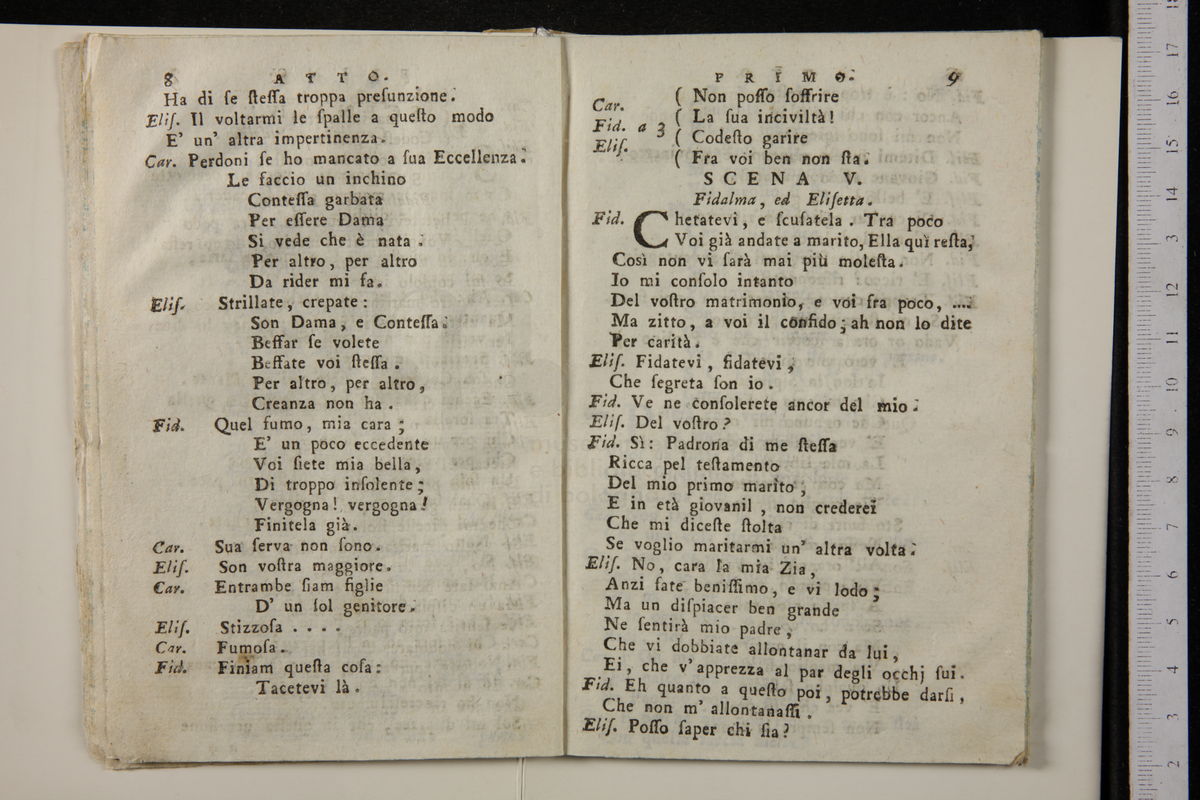 8 ATTO.
Ha di ſe ſteſſa troppa preſunzione.
Eliſ. Il voltarmi le ſpalle a queſto modo
E' un' altra impertinenza.
Car. Perdoni ſe ho mancato a ſua Eccellenza.
Le faccio un inchino
Conteſſa garbata
Per eſſere Dama
Si vede che è nata.
Per altro, per altro
Da rider mi fa.
Eliſ. Strillate, crepate:
Son Dama, e Conteſſa.
Beffar ſe volete
Beffate voi ſteſſa.
Per altro, per altro,
Creanza non ha.
Fid. Quel fumo, mia cara;
E' un poco eccedente
Voi ſiete mia bella,
Di troppo inſolente;
Vergogna! vergogna!
Finitela già.
Car. Sua ſerva non ſono.
Eliſ. Son voſtra maggiore.
Car. Entrambe ſiam figlie
D' un ſol genitore.
Eliſ. Stizzoſa . . . .
Car. Fumoſa.
Fid. Finiam queſta coſa:
Tacetevi là.
PRIMO. 9
Car. ( Non poſſo ſoffrire
Fid. a 3 ( La ſua inciviltà!
Eliſ. ( Codeſto garire
( Fra voi ben non ſta.
SCENA V.
Fidalma, ed Eliſetta.
Fid. Chetatevi, e ſcuſatela. Tra poco
Voi già andate a marito, Ella quì reſta,
Così non vi ſarà mai più moleſta.
Io mi conſolo intanto
Del voſtro matrimonio, e voi fra poco, ....
Ma zitto, a voi il confido; ah non lo dite
Per carità.
Eliſ. Fidatevi, fidatevi;
Che ſegreta ſon io.
Fid. Ve ne conſolerete ancor del mio.
Eliſ. Del voſtro?
Fid. Sì: Padrona di me ſteſſa
Ricca pel teſtamento
Del mio primo marito;
E in età giovanil, non crederei
Che mi diceſte ſtolta
Se voglio maritarmi un' altra volta.
Eliſ. No, cara la mia Zia,
Anzi fate beniſſimo, e vi lodo;
Ma un diſpiacer ben grande
Ne ſentirà mio padre,
Che vi dobbiate allontanar da lui,
Ei, che v' apprezza al par degli occhj ſui.
Fid. Eh quanto a queſto poi, potrebbe darſi,
Che non m' allontanaſſi.
Eliſ. Poſſo ſaper chi ſia?